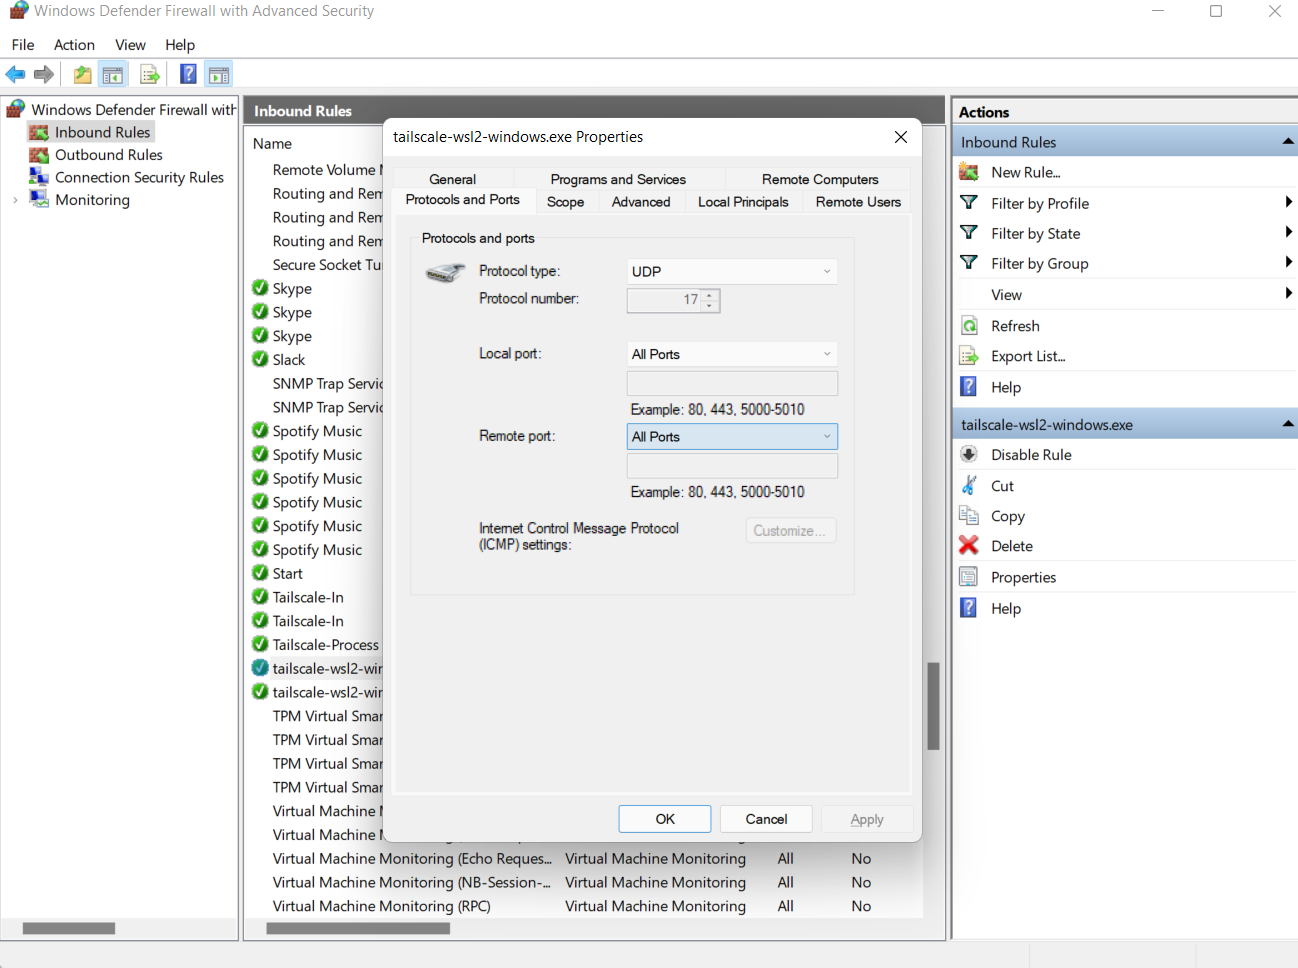 Windows Defender Firewall with Advanced Security
File Action View Help
Windows Defender Firewall with
Inbound Rules
Outbound Rules
Connection Security Rules
Monitoring
Inbound Rules
Name
Remote Volume
Routing and Rem
Routing and Rem
Routing and Rem
Secure Socket Tu
Skype
Skype
Skype
Slack
SNMP Trap Servic
SNMP Trap Servic
Spotify Music
Spotify Music
Spotify Music
Spotify Music
Spotify Music
Spotify Music
Start
Tailscale-In
Tailscale-In
Tailscale-Process
tailscale-wsl2-win
tailscale-wsl2-win
TPM Virtual Smar
TPM Virtual Smar
TPM Virtual Smar
TPM Virtual Smar
Virtual Machine
Virtual Machine
Virtual Machine Monitoring (Echo Reques... Virtual Machine Monitoring All No
Virtual Machine Monitoring (NB-Session-... Virtual Machine Monitoring All No
Virtual Machine Monitoring (RPC) Virtual Machine Monitoring All No
tailscale-wsl2-windows.exe Properties
General Programs and Services Remote Computers
Protocols and Ports Scope Advanced Local Principals Remote Users
Protocols and ports
Protocol type: UDP
Protocol number: 17
Local port: All Ports
Example: 80, 443, 5000-5010
Remote port: All Ports
Example: 80, 443, 5000-5010
Internet Control Message Protocol
(ICMP) settings:
Customize...
OK Cancel Apply
Actions
Inbound Rules
New Rule...
Filter by Profile
Filter by State
Filter by Group
View
Refresh
Export List...
Help
tailscale-wsl2-windows.exe
Disable Rule
Cut
Copy
Delete
Properties
Help